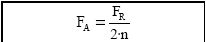 F_A = F_R / 2·n